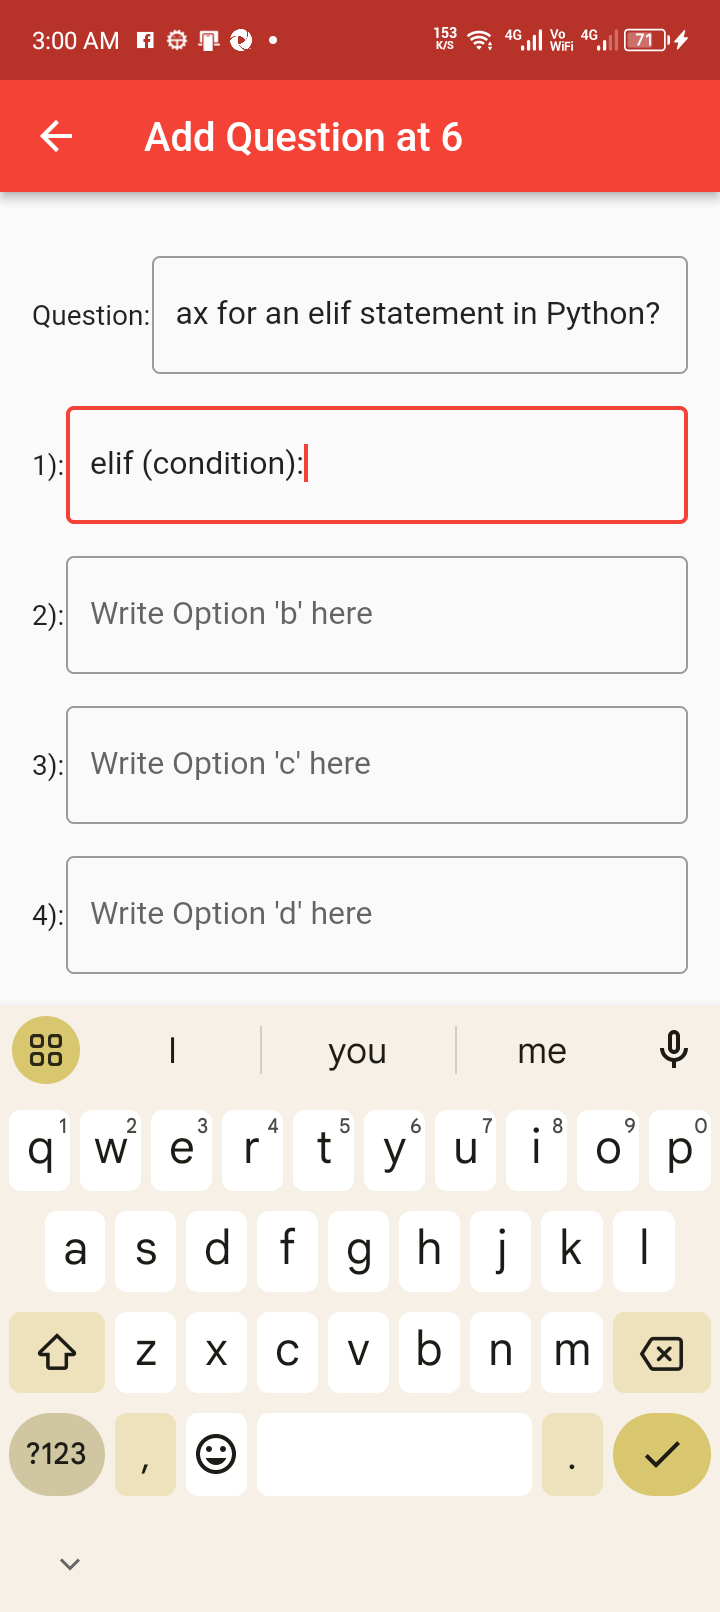 3:00 AM 153 K/S 4G Vo WiFi 4G 71
Add Question at 6
Question: ax for an elif statement in Python?
1): elif (condition):
2): Write Option 'b' here
3): Write Option 'c' here
4): Write Option 'd' here
I you me
q1 w2 e3 r4 t5 y6 u7 i8 o9 p0
a s d f g h j k l
z x c v b n m
?123 , .